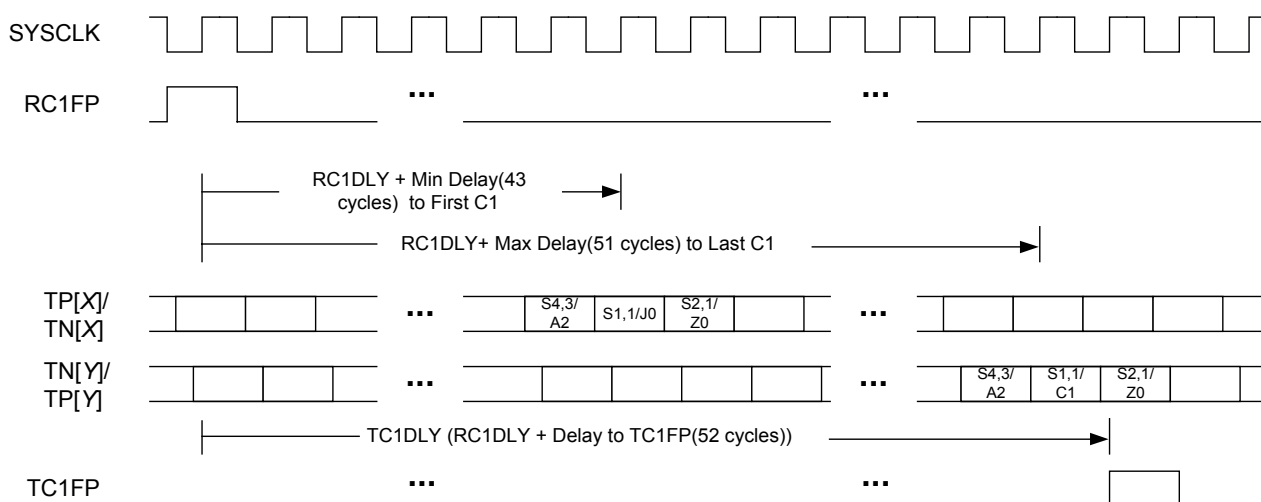 SYSCLK
RC1FP
...
...
RC1DLY + Min Delay(43
cycles) to First C1
RC1DLY+ Max Delay(51 cycles) to Last C1
TP[X]/
TN[X]
...
S4,3/
A2
S1,1/J0
S2,1/
Z0
...
TN[Y]/
TP[Y]
...
...
S4,3/
A2
S1,1/
C1
S2,1/
Z0
TC1DLY (RC1DLY + Delay to TC1FP(52 cycles))
TC1FP
...
...